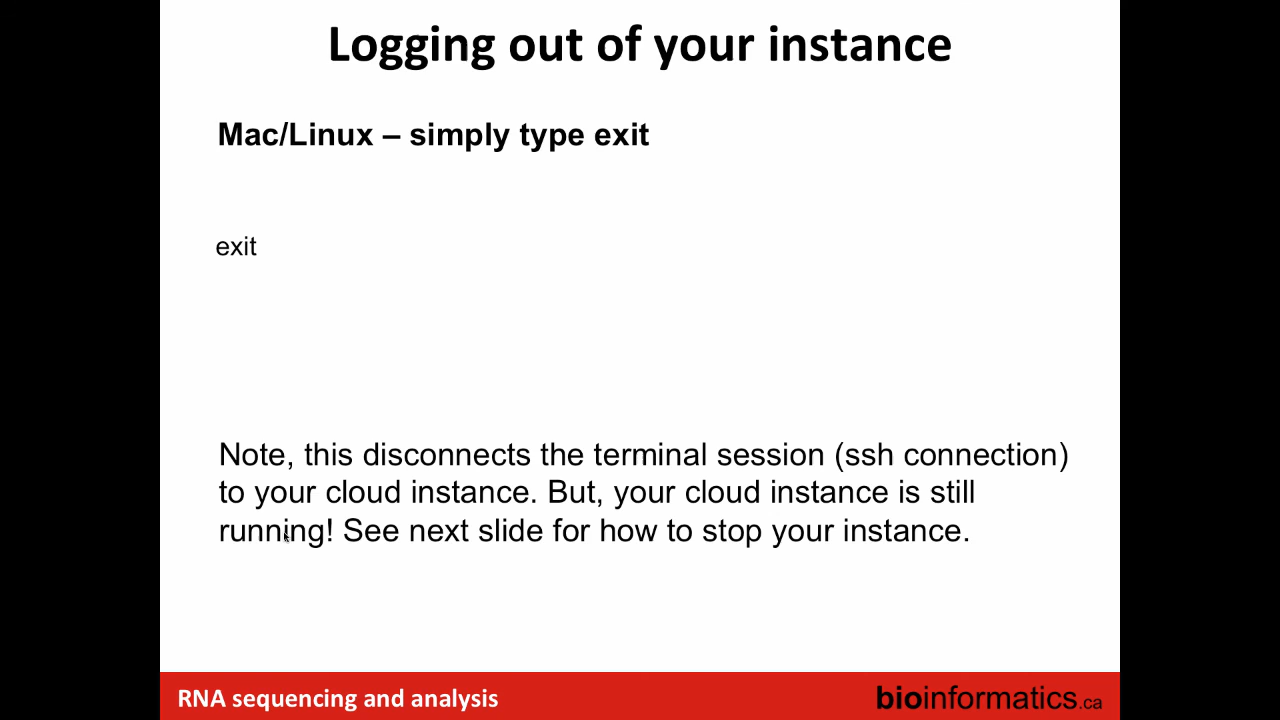 Logging out of your instance
Mac/Linux – simply type exit
exit
Note, this disconnects the terminal session (ssh connection)
to your cloud instance. But, your cloud instance is still
running! See next slide for how to stop your instance.
RNA sequencing and analysis
bioinformatics.ca